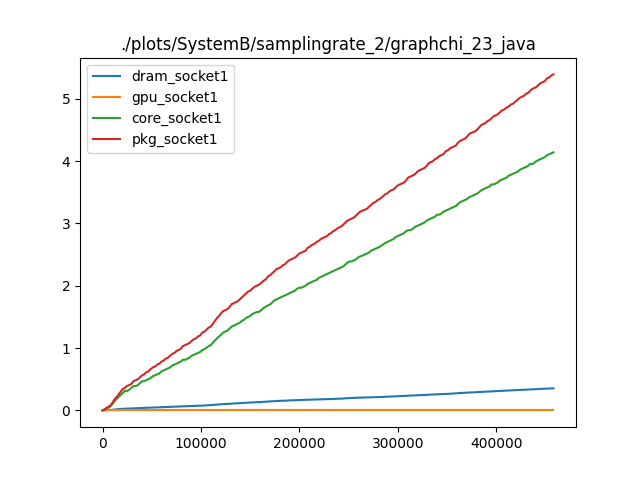 ./plots/SystemB/samplingrate_2/graphchi_23_java
dram_socket1
gpu_socket1
core_socket1
pkg_socket1
5
4
3
2
1
0
0 100000 200000 300000 400000